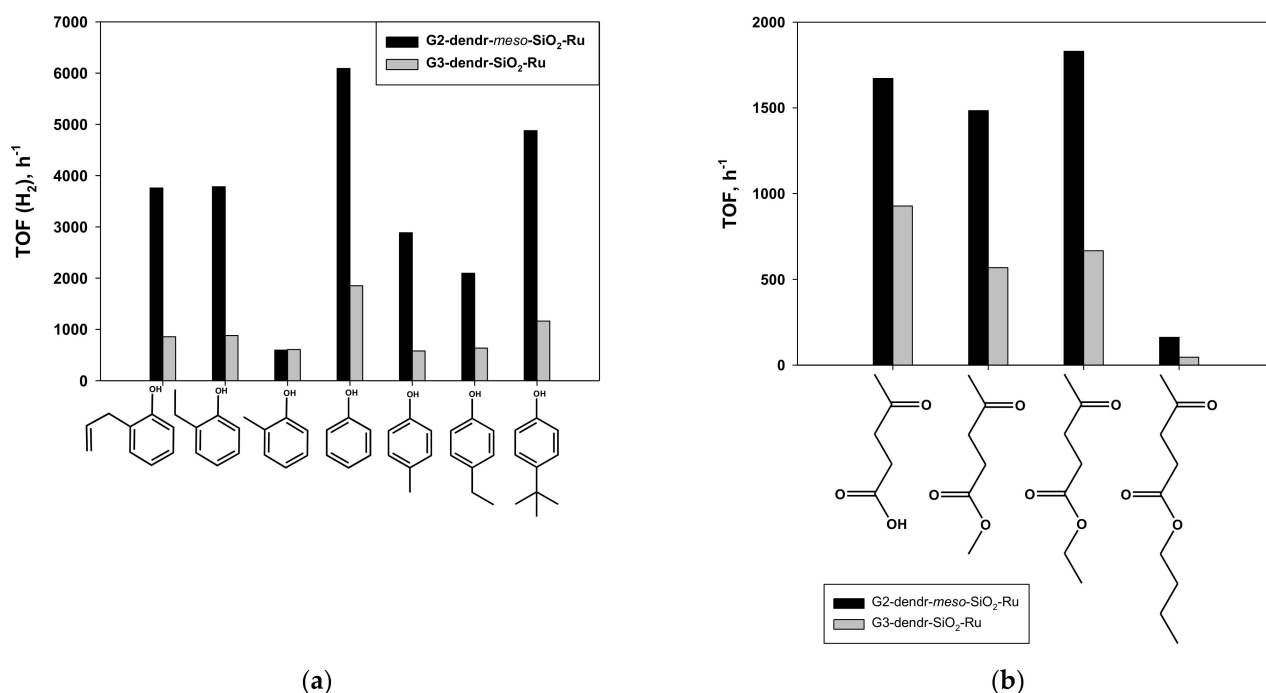 7000
6000
5000
4000
3000
2000
1000
0
TOF (H₂), h⁻¹
G2-dendr-meso-SiO₂-Ru
G3-dendr-SiO₂-Ru
OH
OH
OH
OH
OH
OH
OH
(a)
2000
1500
1000
500
0
TOF, h⁻¹
O
O
O
O
O
O
O
O
OH
O
O
O
G2-dendr-meso-SiO₂-Ru
G3-dendr-SiO₂-Ru
(b)